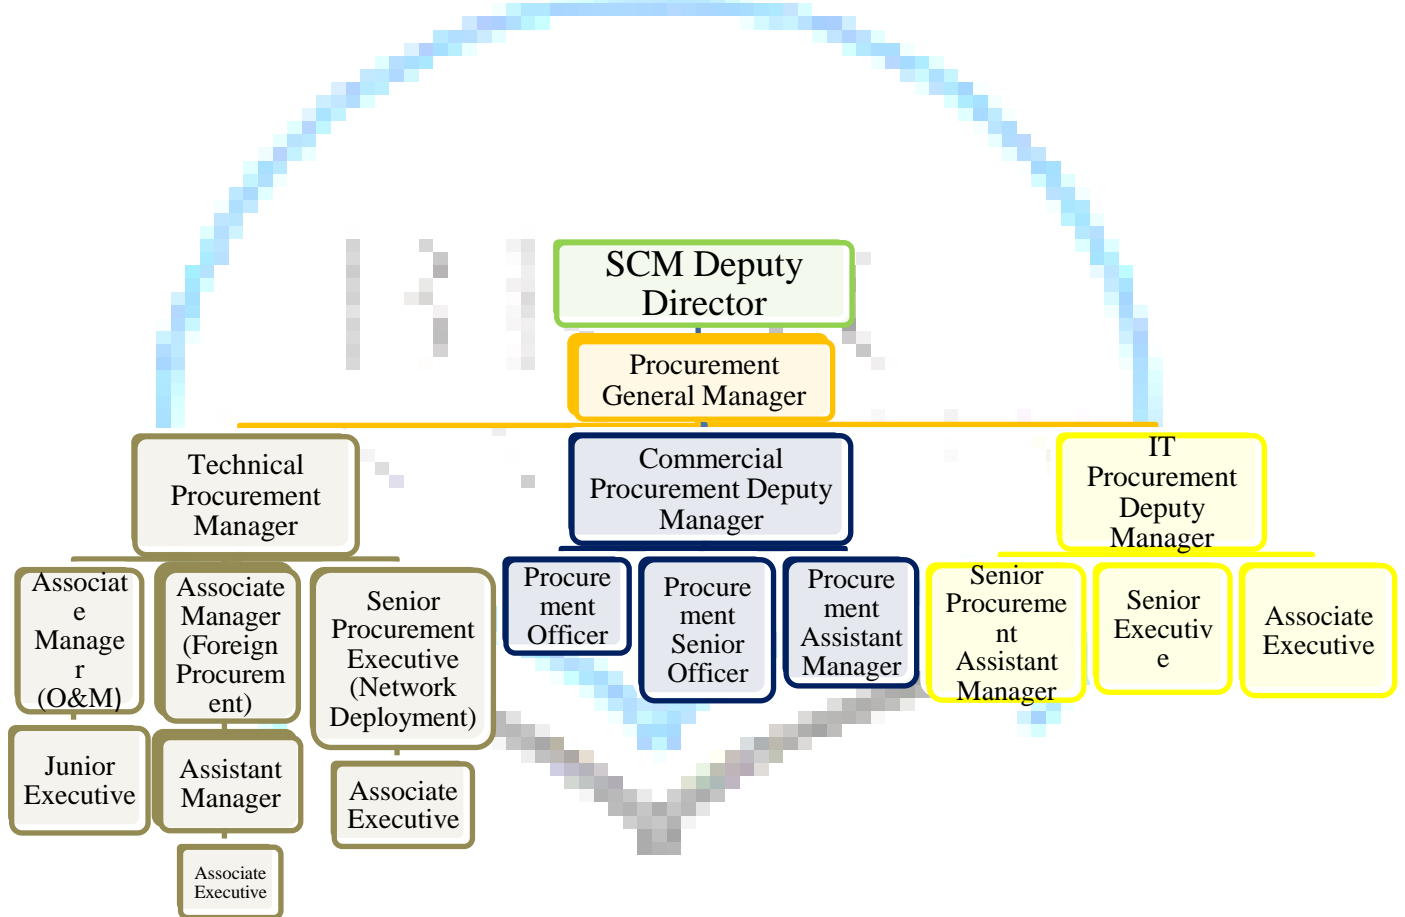 SCM Deputy
Director
Procurement
General Manager
Technical
Procurement
Manager
Commercial
Procurement Deputy
Manager
IT
Procurement
Deputy
Manager
Associat
e
Manage
r
(O&M)
Associate
Manager
(Foreign
Procurem
ent)
Senior
Procurement
Executive
(Network
Deployment)
Procure
ment
Officer
Procure
ment
Senior
Officer
Procure
ment
Assistant
Manager
Senior
Procureme
nt
Assistant
Manager
Senior
Executiv
e
Associate
Executive
Junior
Executive
Assistant
Manager
Associate
Executive
Associate
Executive